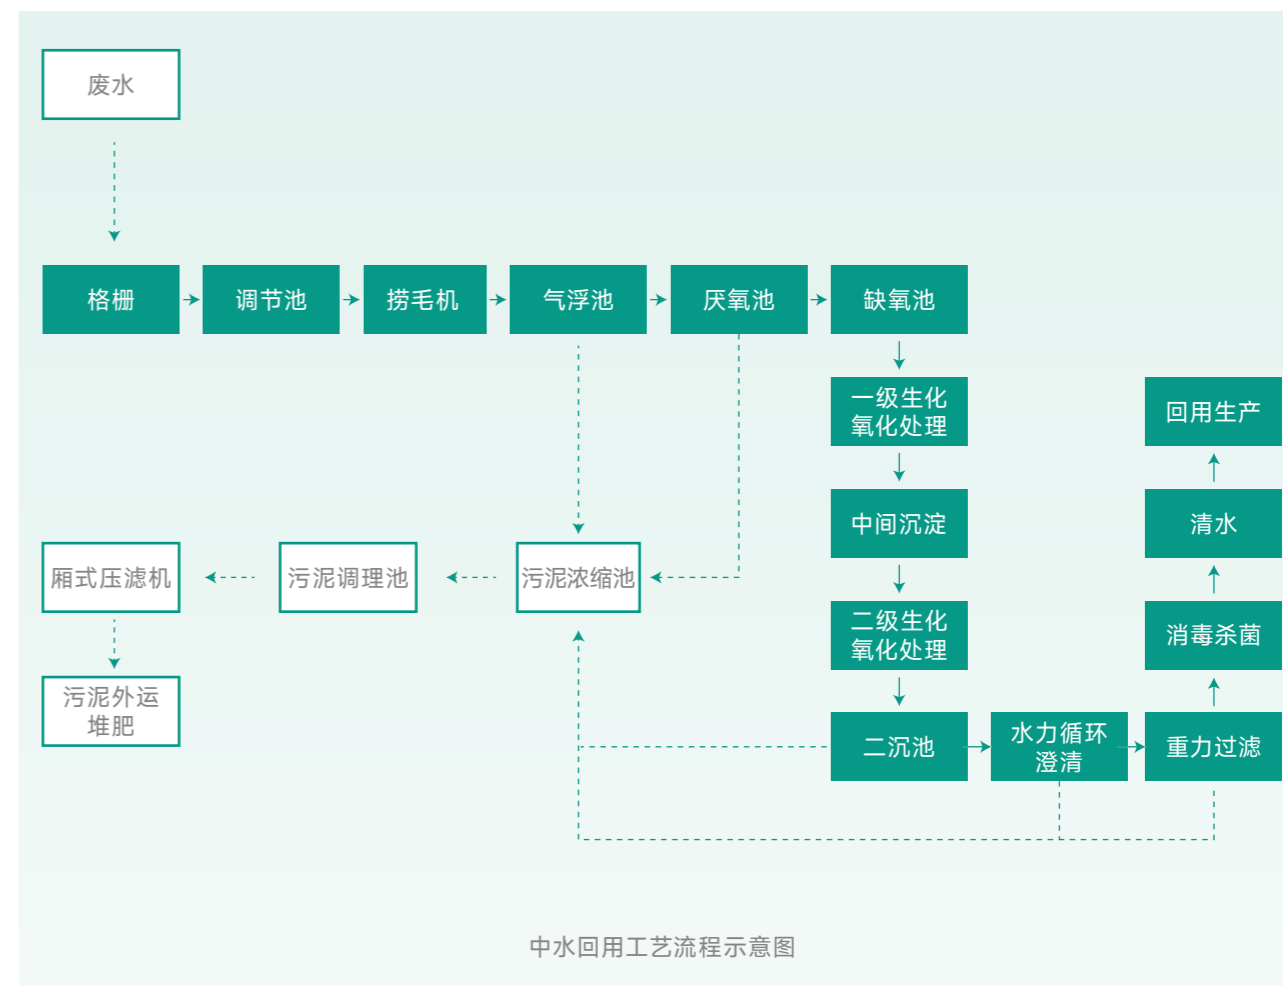 废水
格栅
调节池
捞毛机
气浮池
厌氧池
缺氧池
一级生化
氧化处理
回用生产
中间沉淀
清水
厢式压滤机
污泥调理池
污泥浓缩池
二级生化
氧化处理
消毒杀菌
污泥外运
堆肥
二沉池
水力循环
澄清
重力过滤
中水回用工艺流程示意图